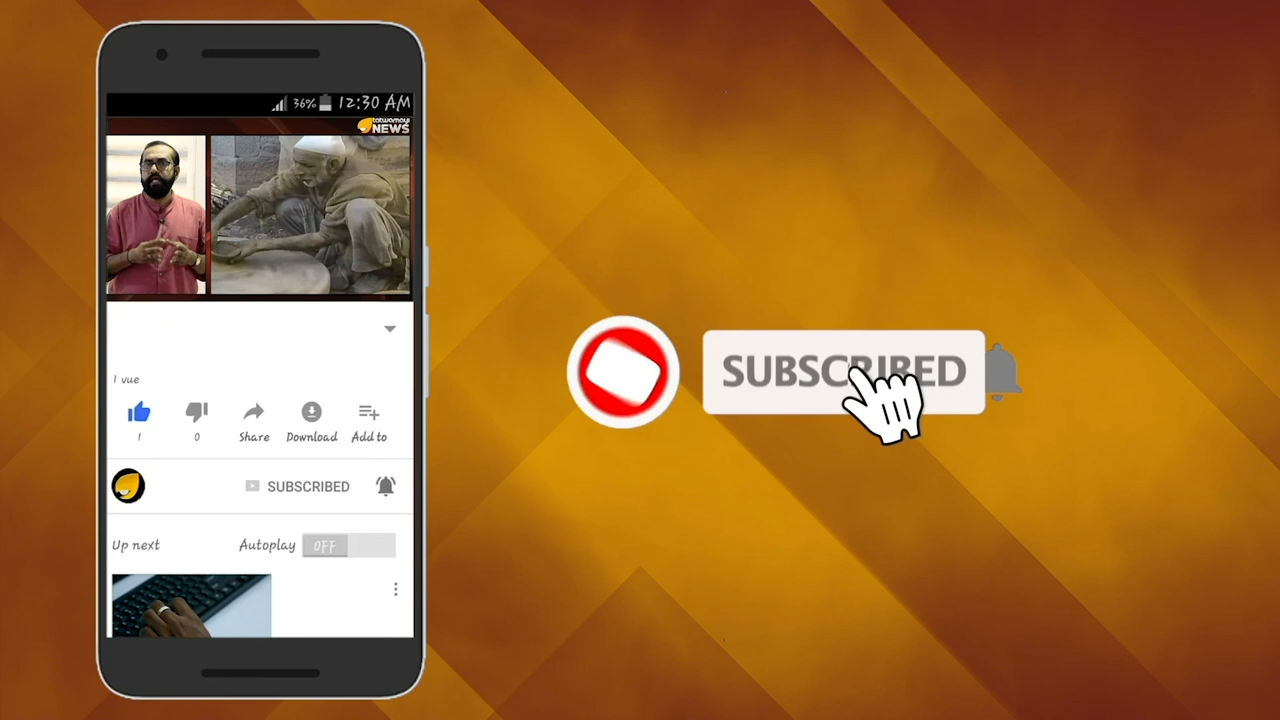 36% 12:30 AM
tatwamayi
NEWS
1 vue
1
0
Share
Download
Add to
SUBSCRIBED
Up next
Autoplay
OFF
SUBSCRIBED